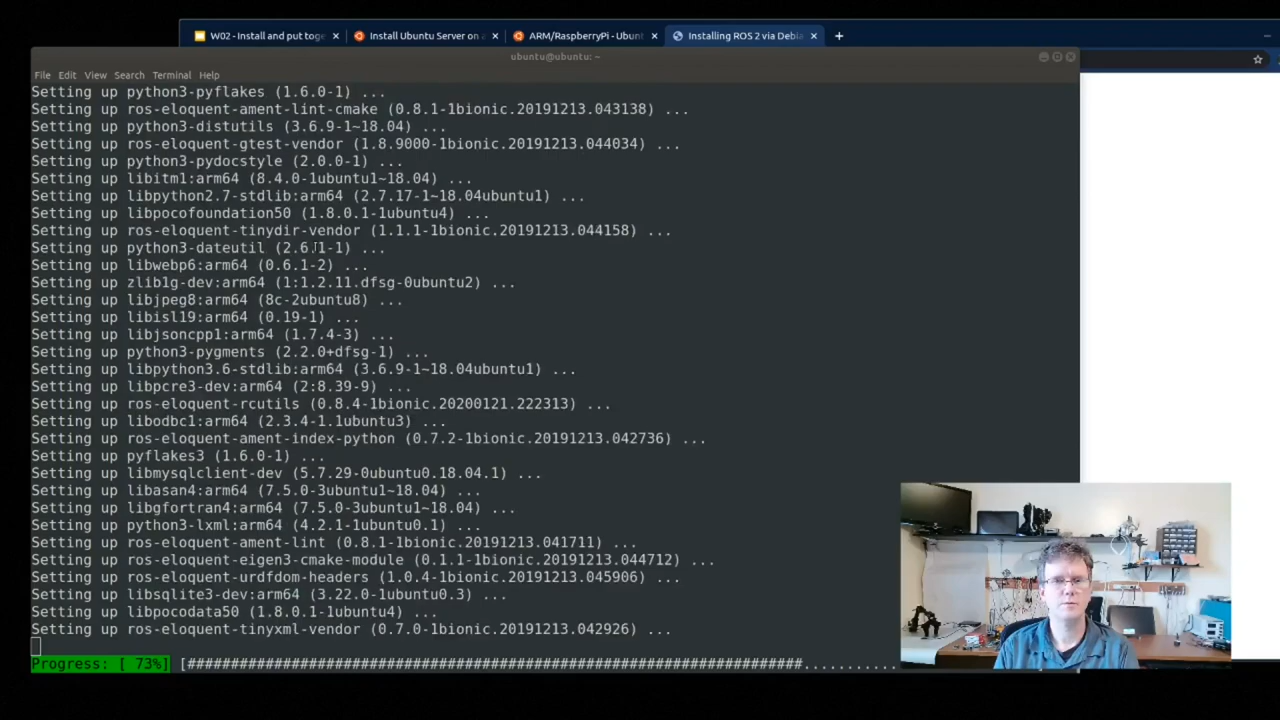 W02 - Install and put toge
Install Ubuntu Server on a
ARM/RaspberryPi - Ubunt
Installing ROS 2 via Debia
ubuntu@ubuntu: ~
File Edit View Search Terminal Help
Setting up python3-pyflakes (1.6.0-1) ...
Setting up ros-eloquent-ament-lint-cmake (0.8.1-1bionic.20191213.043138) ...
Setting up python3-distutils (3.6.9-1~18.04) ...
Setting up ros-eloquent-gtest-vendor (1.8.9000-1bionic.20191213.044034) ...
Setting up python3-pydocstyle (2.0.0-1) ...
Setting up libitm1:arm64 (8.4.0-1ubuntu1~18.04) ...
Setting up libpython2.7-stdlib:arm64 (2.7.17-1~18.04ubuntu1) ...
Setting up libpocofoundation50 (1.8.0.1-1ubuntu4) ...
Setting up ros-eloquent-tinydir-vendor (1.1.1-1bionic.20191213.044158) ...
Setting up python3-dateutil (2.6.1-1) ...
Setting up libwebp6:arm64 (0.6.1-2) ...
Setting up zlib1g-dev:arm64 (1:1.2.11.dfsg-0ubuntu2) ...
Setting up libjpeg8:arm64 (8c-2ubuntu8) ...
Setting up libisl19:arm64 (0.19-1) ...
Setting up libjsoncpp1:arm64 (1.7.4-3) ...
Setting up python3-pygments (2.2.0+dfsg-1) ...
Setting up libpython3.6-stdlib:arm64 (3.6.9-1~18.04ubuntu1) ...
Setting up libpcre3-dev:arm64 (2:8.39-9) ...
Setting up ros-eloquent-rcutils (0.8.4-1bionic.20200121.222313) ...
Setting up libodbc1:arm64 (2.3.4-1.1ubuntu3) ...
Setting up ros-eloquent-ament-index-python (0.7.2-1bionic.20191213.042736) ...
Setting up pyflakes3 (1.6.0-1) ...
Setting up libmysqlclient-dev (5.7.29-0ubuntu0.18.04.1) ...
Setting up libasan4:arm64 (7.5.0-3ubuntu1~18.04) ...
Setting up libgfortran4:arm64 (7.5.0-3ubuntu1~18.04) ...
Setting up python3-lxml:arm64 (4.2.1-1ubuntu0.1) ...
Setting up ros-eloquent-ament-lint (0.8.1-1bionic.20191213.041711) ...
Setting up ros-eloquent-eigen3-cmake-module (0.1.1-1bionic.20191213.044712) ...
Setting up ros-eloquent-urdfdom-headers (1.0.4-1bionic.20191213.045906) ...
Setting up libsqlite3-dev:arm64 (3.22.0-1ubuntu0.3) ...
Setting up libpocodata50 (1.8.0.1-1ubuntu4) ...
Setting up ros-eloquent-tinyxml-vendor (0.7.0-1bionic.20191213.042926) ...
Progress: [ 73%] [#######################################################################...........